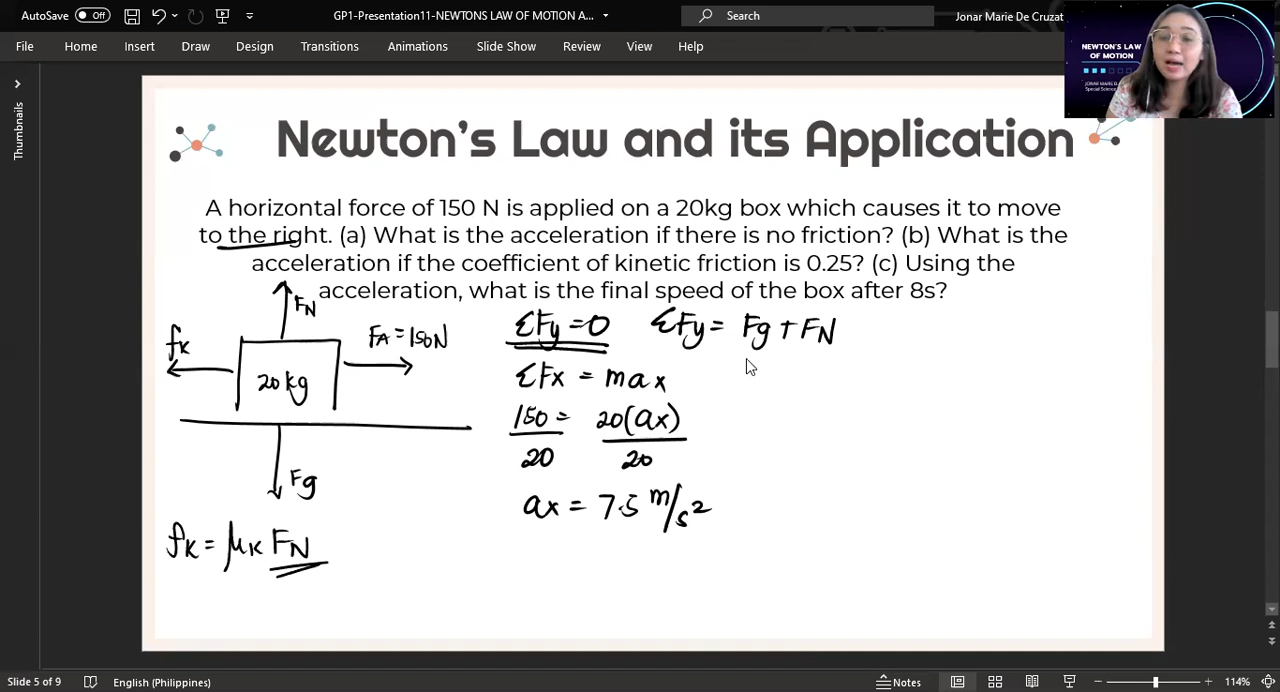 AutoSave Off GP1-Presentation11-NEWTONS LAW OF MOTION A... Search Jonar Marie De Cruzat
File Home Insert Draw Design Transitions Animations Slide Show Review View Help
NEWTON'S LAW
OF MOTION
JONAR MARIE D.
Special Science
Thumbnails
Newton's Law and its Application
A horizontal force of 150 N is applied on a 20kg box which causes it to move
to the right. (a) What is the acceleration if there is no friction? (b) What is the
acceleration if the coefficient of kinetic friction is 0.25? (c) Using the
acceleration, what is the final speed of the box after 8s?
FN
fK
FA = 150N
20 kg
Fg
fK = μK FN
ΣFy = 0 ΣFy = Fg + FN
ΣFx = max
150 = 20(ax)
20 20
ax = 7.5 m/s2
Slide 5 of 9 English (Philippines) Notes 114%